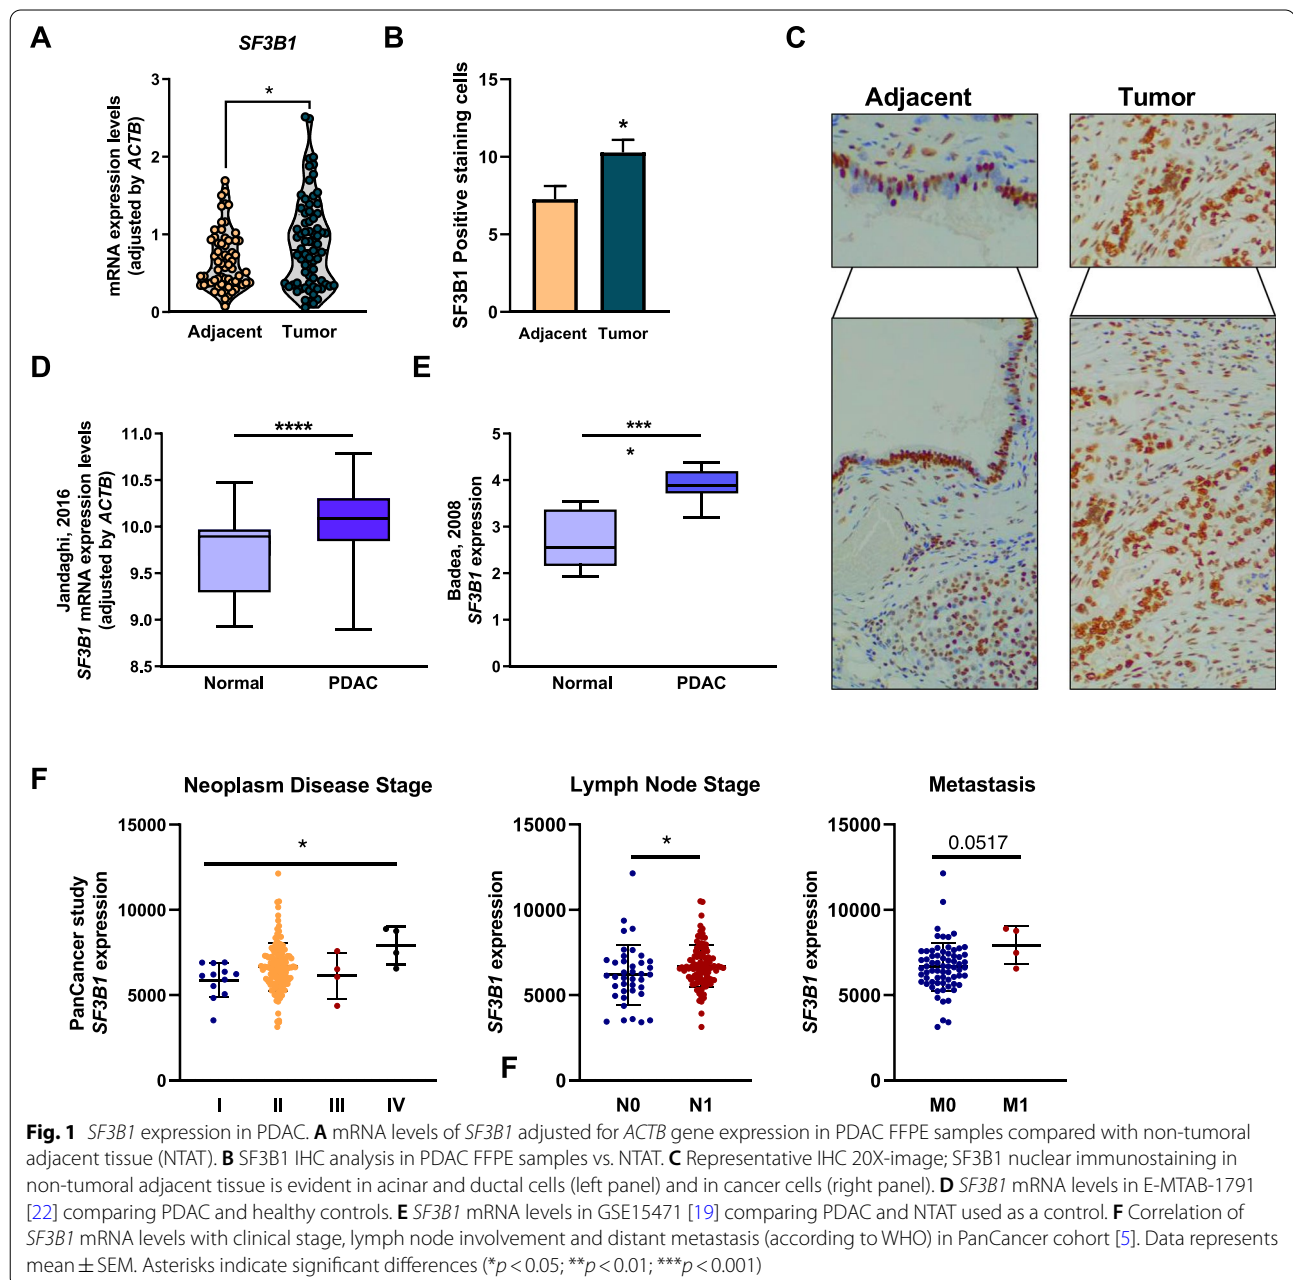 A
SF3B1
mRNA expression levels
(adjusted by ACTB)
3
2
1
0
*
Adjacent
Tumor
B
SF3B1 Positive staining cells
15
10
5
0
*
Adjacent
Tumor
C
Adjacent
Tumor
D
Jandaghi, 2016
SF3B1 mRNA expression levels
(adjusted by ACTB)
11.0
10.5
10.0
9.5
9.0
8.5
****
Normal
PDAC
E
Badea, 2008
SF3B1 expression
5
4
3
2
1
0
***
*
Normal
PDAC
F
Neoplasm Disease Stage
PanCancer study
SF3B1 expression
15000
10000
5000
0
*
I
II
III
IV
Lymph Node Stage
SF3B1 expression
15000
10000
5000
0
*
N0
N1
F
Metastasis
SF3B1 expression
15000
10000
5000
0
0.0517
M0
M1
Fig. 1 SF3B1 expression in PDAC. A mRNA levels of SF3B1 adjusted for ACTB gene expression in PDAC FFPE samples compared with non-tumoral
adjacent tissue (NTAT). B SF3B1 IHC analysis in PDAC FFPE samples vs. NTAT. C Representative IHC 20X-image; SF3B1 nuclear immunostaining in
non-tumoral adjacent tissue is evident in acinar and ductal cells (left panel) and in cancer cells (right panel). D SF3B1 mRNA levels in E-MTAB-1791
[22] comparing PDAC and healthy controls. E SF3B1 mRNA levels in GSE15471 [19] comparing PDAC and NTAT used as a control. F Correlation of
SF3B1 mRNA levels with clinical stage, lymph node involvement and distant metastasis (according to WHO) in PanCancer cohort [5]. Data represents
mean ± SEM. Asterisks indicate significant differences (*p < 0.05; **p < 0.01; ***p < 0.001)